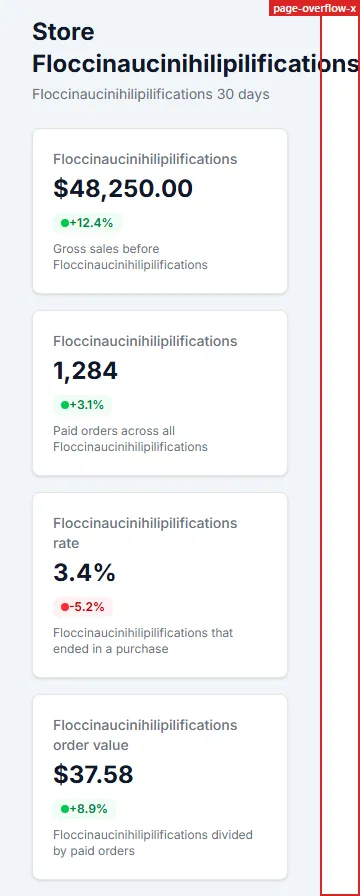 page-overflow-x
Store
Floccinaucinihilipilifications
Floccinaucinihilipilifications 30 days
Floccinaucinihilipilifications
$48,250.00
+12.4%
Gross sales before
Floccinaucinihilipilifications
Floccinaucinihilipilifications
1,284
+3.1%
Paid orders across all
Floccinaucinihilipilifications
Floccinaucinihilipilifications
rate
3.4%
-5.2%
Floccinaucinihilipilifications that
ended in a purchase
Floccinaucinihilipilifications
order value
$37.58
+8.9%
Floccinaucinihilipilifications divided
by paid orders